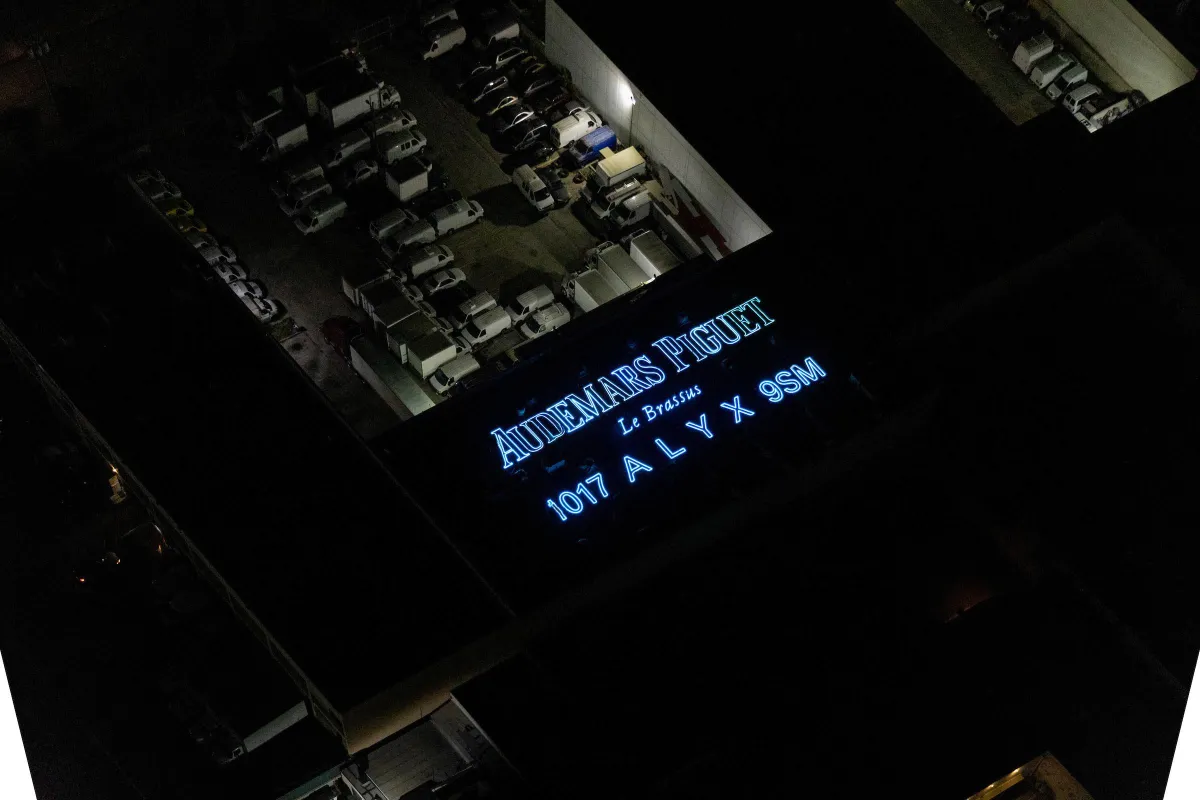 AUDEMARS PIGUET
Le Brassus
1017 ALYX 9SM